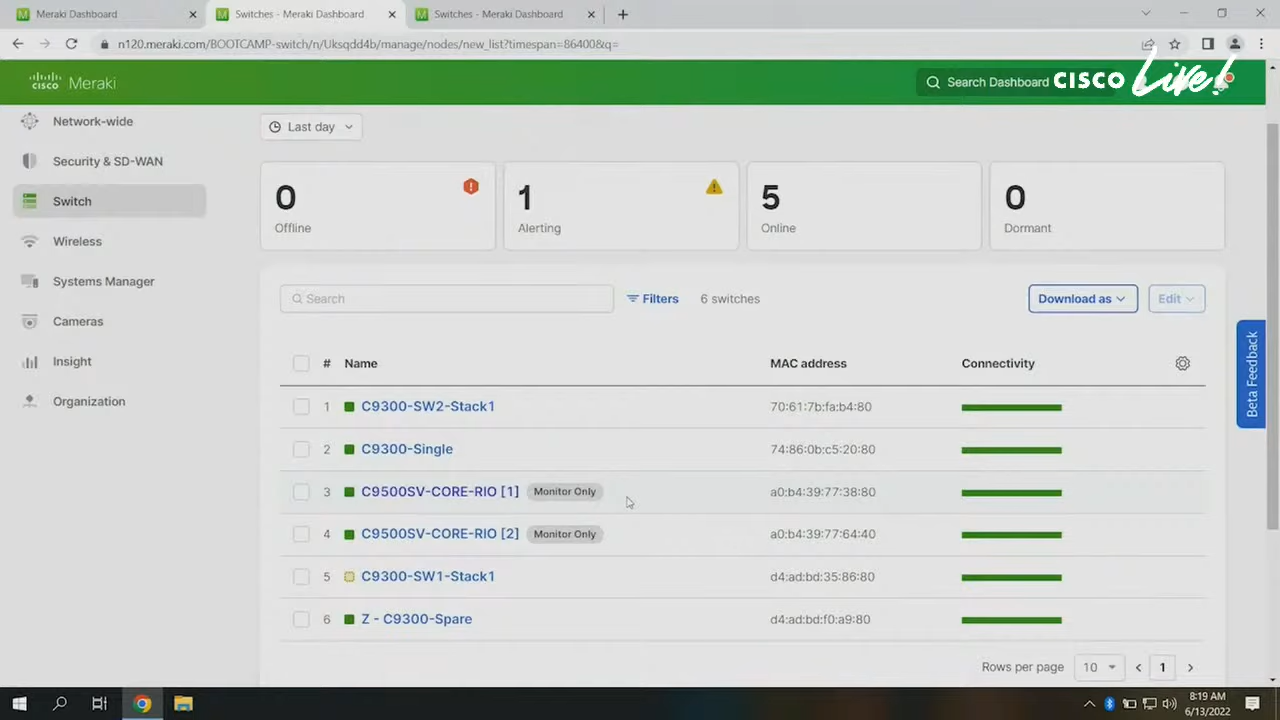 Meraki Dashboard
Switches - Meraki Dashboard
Switches - Meraki Dashboard
n120.meraki.com/BOOTCAMP-switch/n/Uksqdd4b/manage/nodes/new_list?timespan=86400&q=
CISCO Meraki
Search Dashboard
CISCO Live!
Network-wide
Security & SD-WAN
Switch
Wireless
Systems Manager
Cameras
Insight
Organization
Last day
0
Offline
1
Alerting
5
Online
0
Dormant
Search
Filters
6 switches
Download as
Edit
# Name MAC address Connectivity
1 C9300-SW2-Stack1 70:61:7b:fa:b4:80
2 C9300-Single 74:86:0b:c5:20:80
3 C9500SV-CORE-RIO [1] Monitor Only a0:b4:39:77:38:80
4 C9500SV-CORE-RIO [2] Monitor Only a0:b4:39:77:64:40
5 C9300-SW1-Stack1 d4:ad:bd:35:86:80
6 Z - C9300-Spare d4:ad:bd:f0:a9:80
Rows per page 10 1
Beta Feedback
8:19 AM
6/13/2022